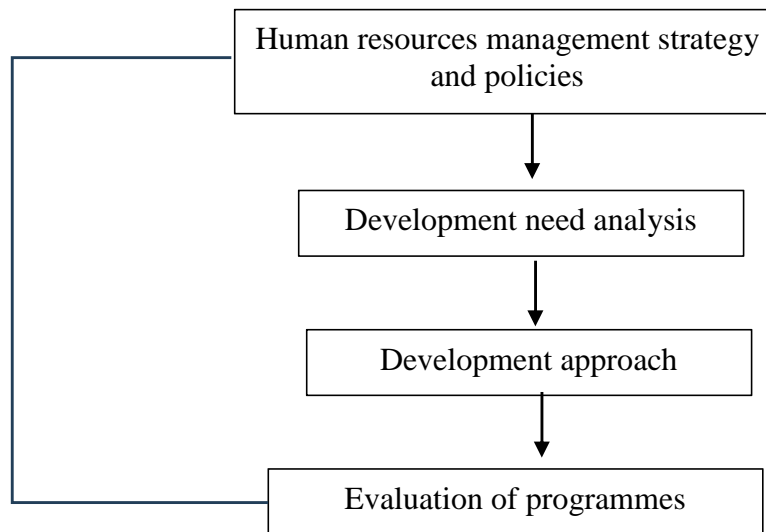 Human resources management strategy
and policies
Development need analysis
Development approach
Evaluation of programmes